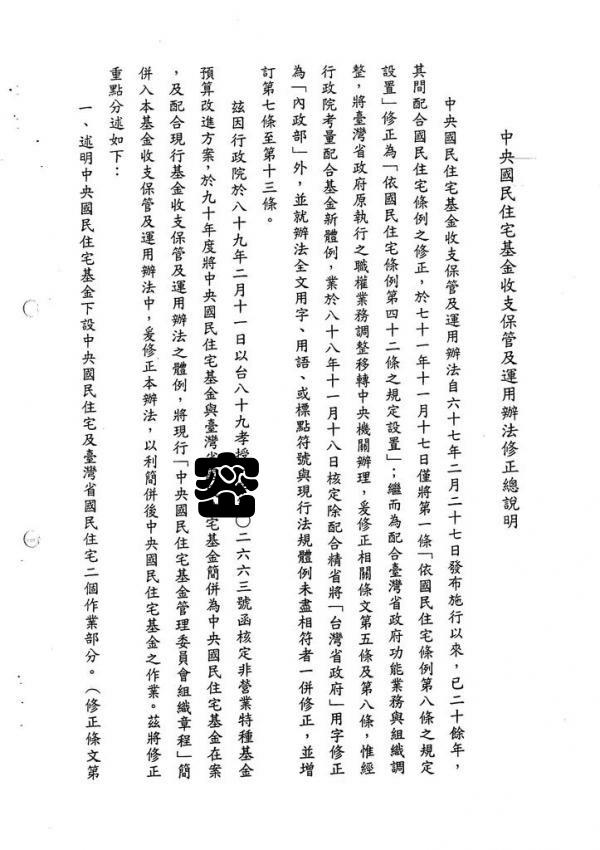 中央國民住宅基金收支保管及運用辦法修正總說明
中央國民住宅基金收支保管及運用辦法自六十七年二月二十七日發布施行以來，已二十餘年，
其間配合國民住宅條例之修正，於七十一年十一月十七日僅將第一條「依國民住宅條例第八條之規定
設置」修正為「依國民住宅條例第四十二條之規定設置」；繼而為配合臺灣省政府功能業務與組織調
整，將臺灣省政府原執行之職權業務調整移轉中央機關辦理，爰修正相關條文第五條及第八條，惟經
行政院考量配合基金新體例，業於八十八年十一月十八日核定除配合精省將「台灣省政府」用字修正
為「內政部」外，並就辦法全文用字、用語、或標點符號與現行法規體例未盡相符者一併修正，並增
訂第七條至第十三條。
茲因行政院於八十九年二月十一日以台八十九孝授 〇二六六三號函核定非營業特種基金
預算改進方案，於九十年度將中央國民住宅基金與臺灣省 宅基金簡併為中央國民住宅基金在案
，及配合現行基金收支保管及運用辦法之體例，將現行「中央國民住宅基金管理委員會組織章程」簡
併入本基金收支保管及運用辦法中，爰修正本辦法，以利簡併後中央國民住宅基金之作業。茲將修正
重點分述如下：
一、述明中央國民住宅基金下設中央國民住宅及臺灣省國民住宅二個作業部分。（修正條文第